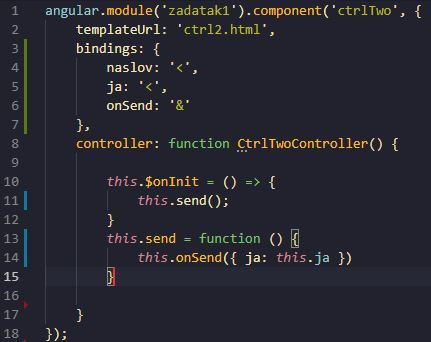 1 angular.module('zadatak1').component('ctrlTwo', {
2     templateUrl: 'ctrl2.html',
3     bindings: {
4         naslov: '<',
5         ja: '<',
6         onSend: '&'
7     },
8     controller: function CtrlTwoController() {
9
10         this.$onInit = () => {
11             this.send();
12         }
13         this.send = function () {
14             this.onSend({ ja: this.ja })
15         }
16
17     }
18 });